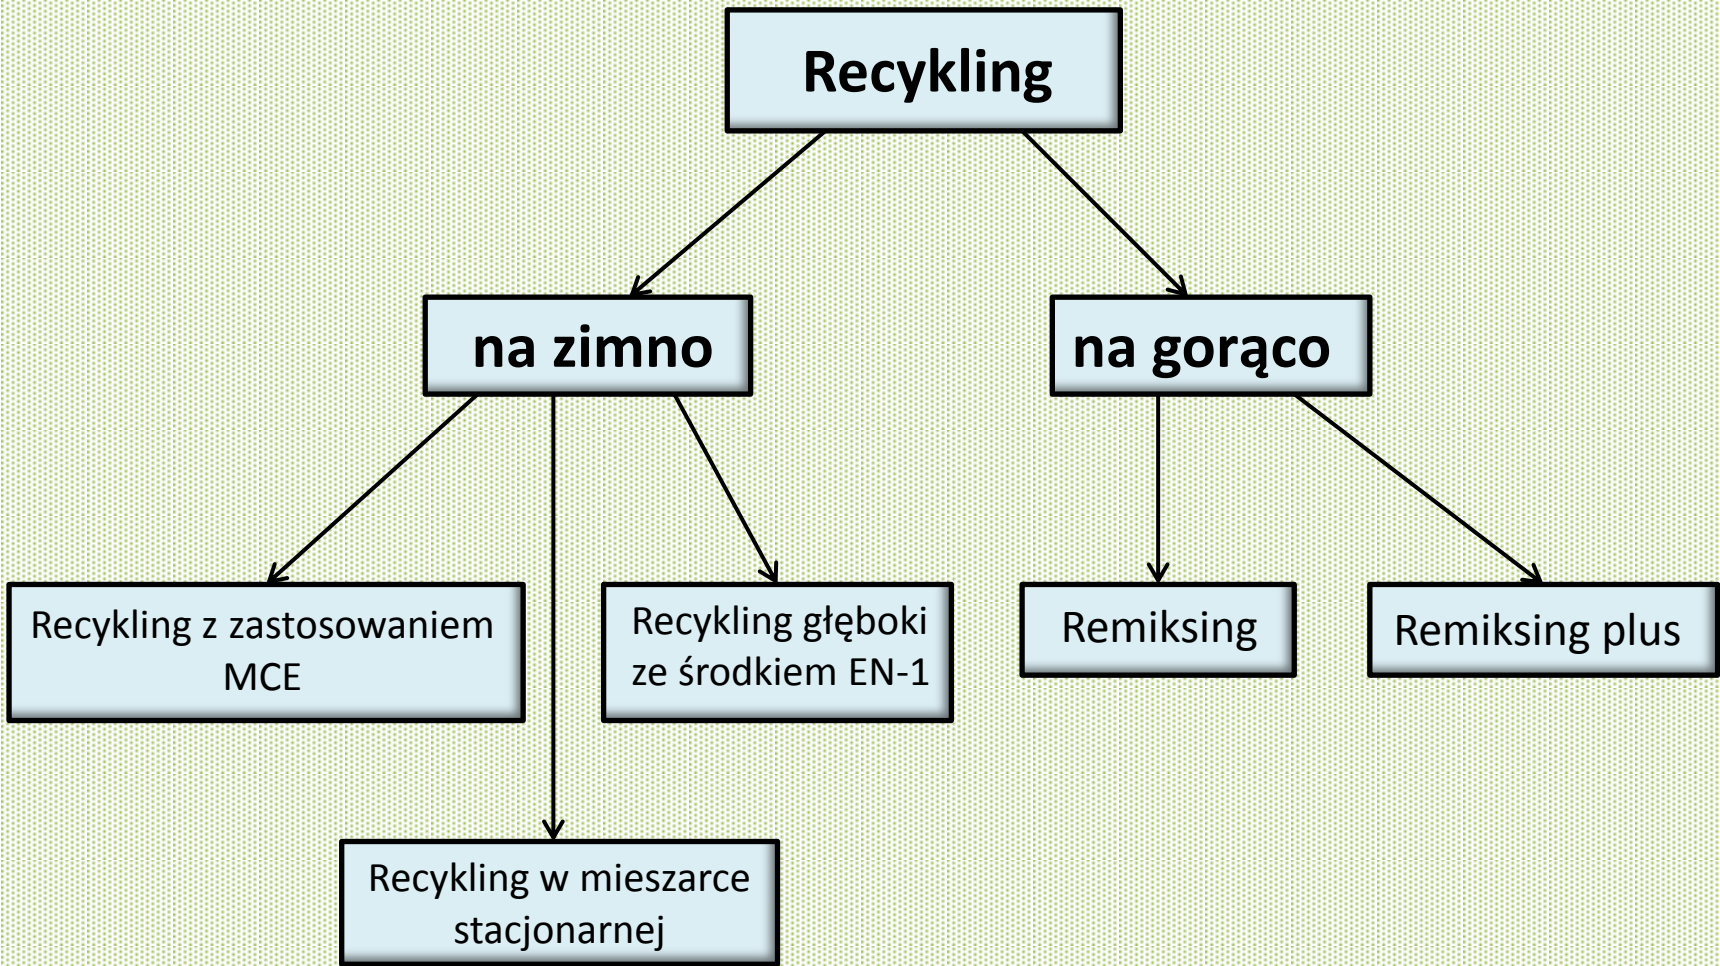 Recykling
na zimno
na gorąco
Recykling z zastosowaniem
MCE
Recykling głęboki
ze środkiem EN-1
Remiksing
Remiksing plus
Recykling w mieszarce
stacjonarnej